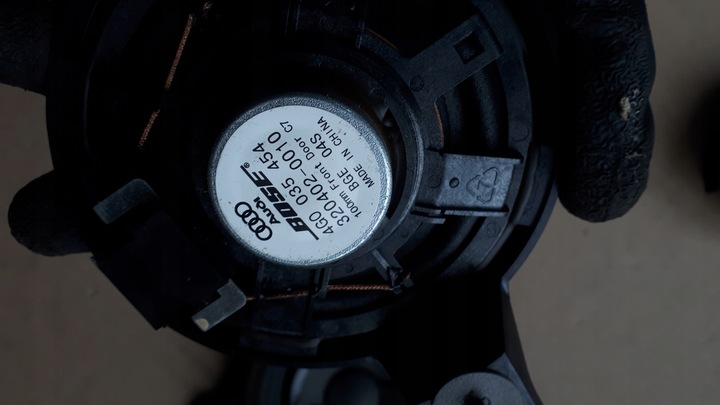 Audi
BOSE®
4G0 035 454
320402-0010
100mm Front Door C7
BGE 04S
MADE IN CHINA